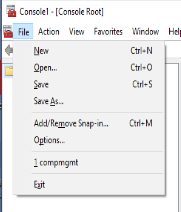 Console1 - [Console Root]
File Action View Favorites Window Help
New Ctrl+N
Open... Ctrl+O
Save Ctrl+S
Save As...
Add/Remove Snap-in... Ctrl+M
Options...
1 compmgmt
Exit